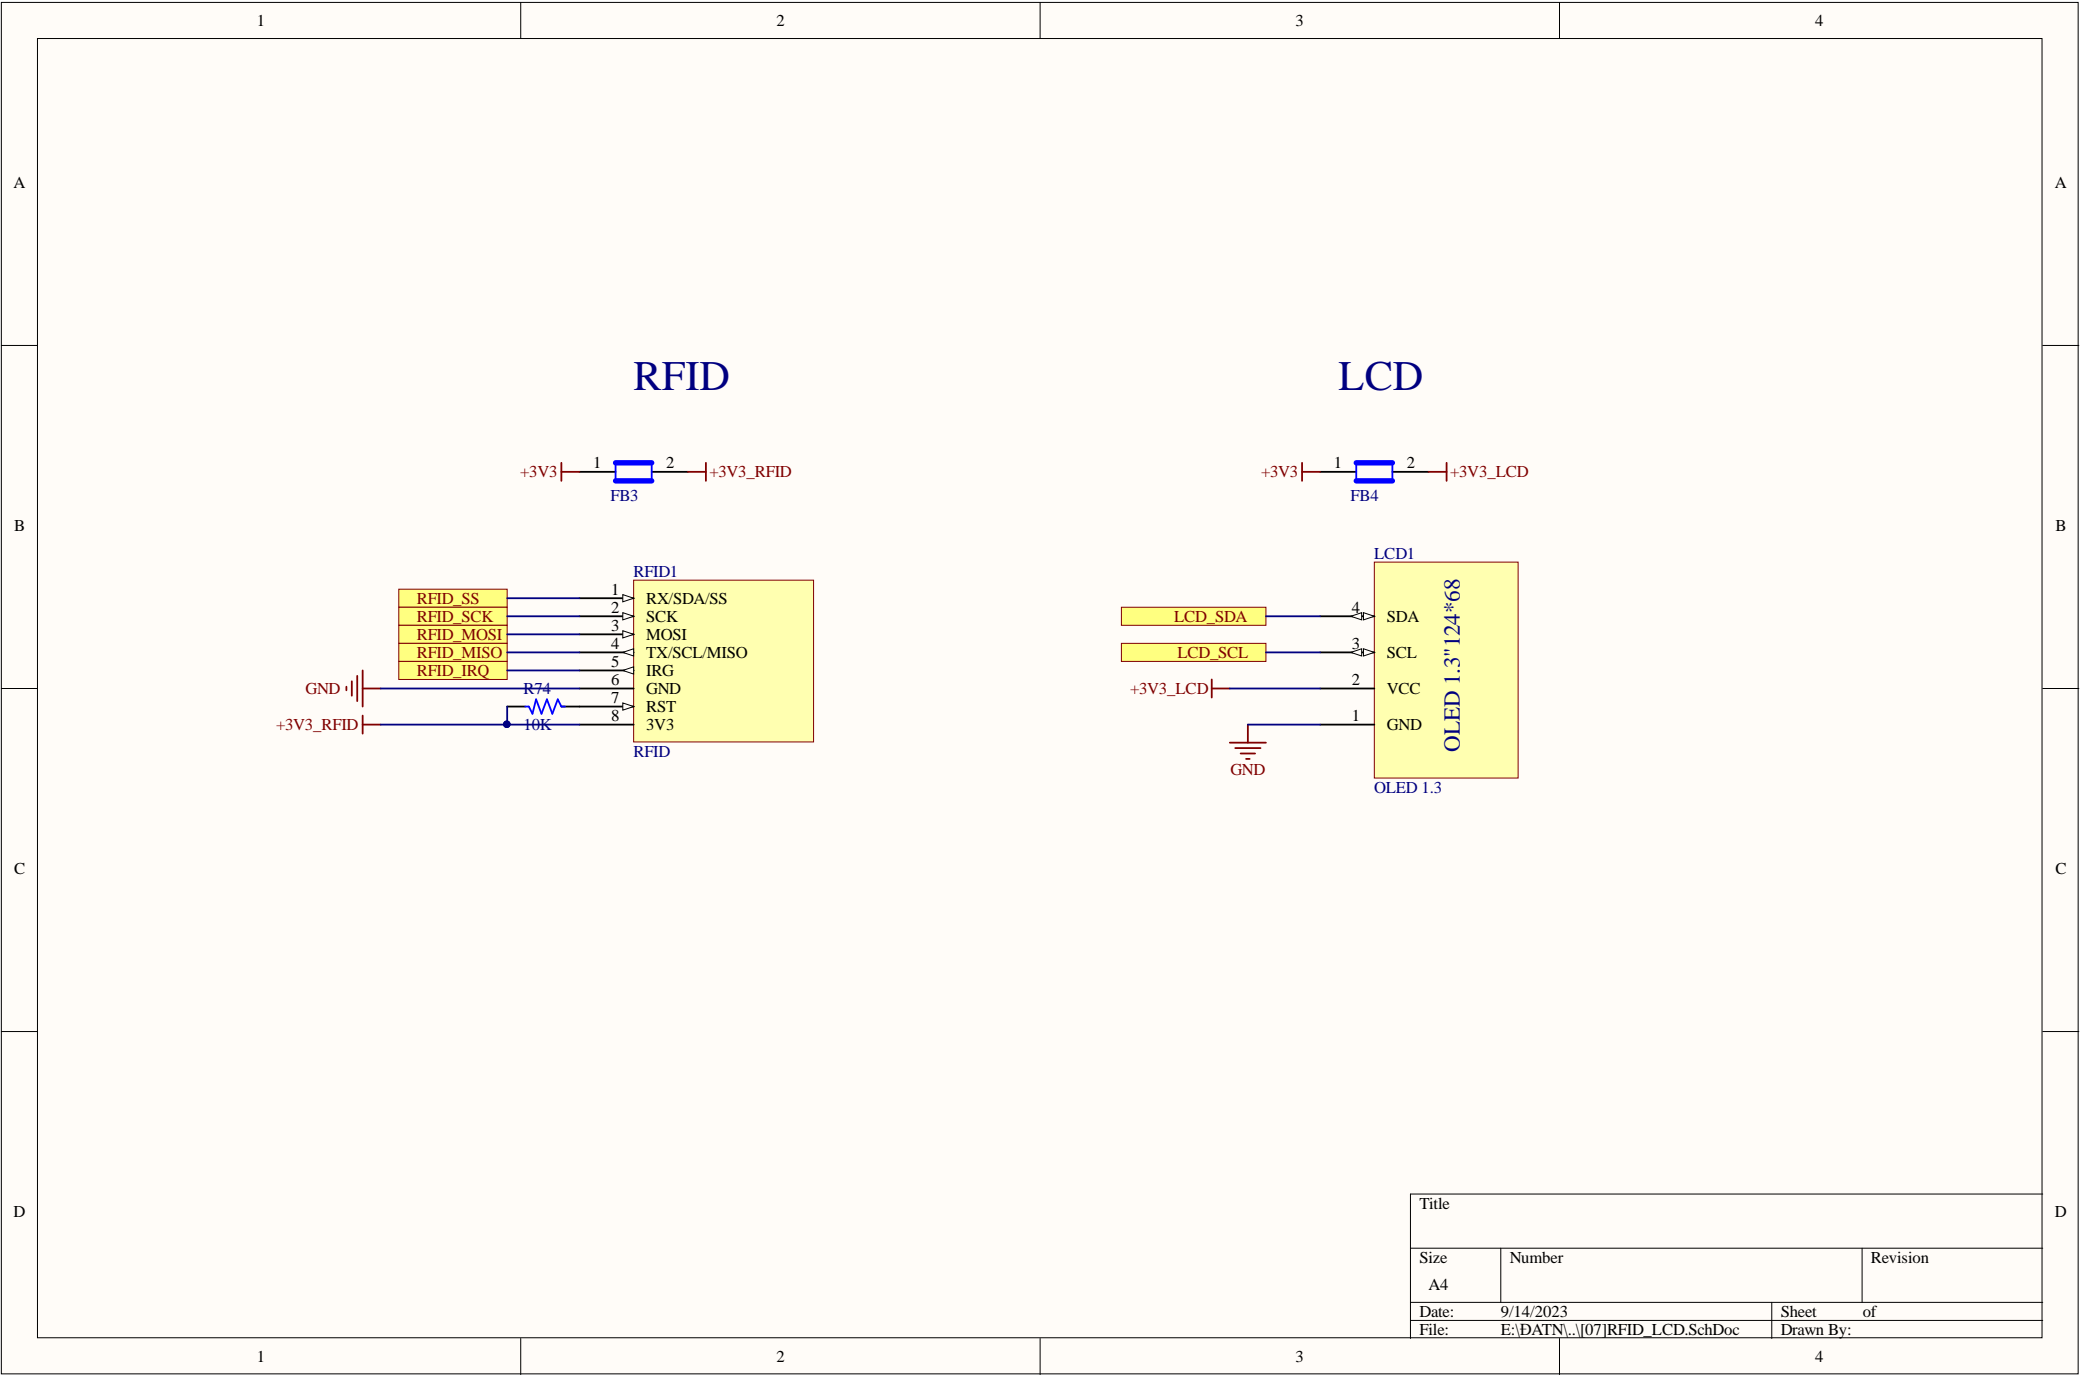 1 2 3 4
A A
RFID LCD
+3V3 1 2 +3V3_RFID
FB3
+3V3 1 2 +3V3_LCD
FB4
B B
RFID1
RFID_SS 1 RX/SDA/SS
RFID_SCK 2 SCK
RFID_MOSI 3 MOSI
RFID_MISO 4 TX/SCL/MISO
RFID_IRQ 5 IRG
GND 6 GND
R74 7 RST
+3V3_RFID 10K 8 3V3
RFID
LCD1
LCD_SDA 4 SDA
LCD_SCL 3 SCL
+3V3_LCD 2 VCC
1 GND
GND
OLED 1.3"124*68
OLED 1.3
C C
D D
Title
Size Number Revision
A4
Date: 9/14/2023 Sheet of
File: E:\ĐATN\..\[07]RFID_LCD.SchDoc Drawn By:
1 2 3 4